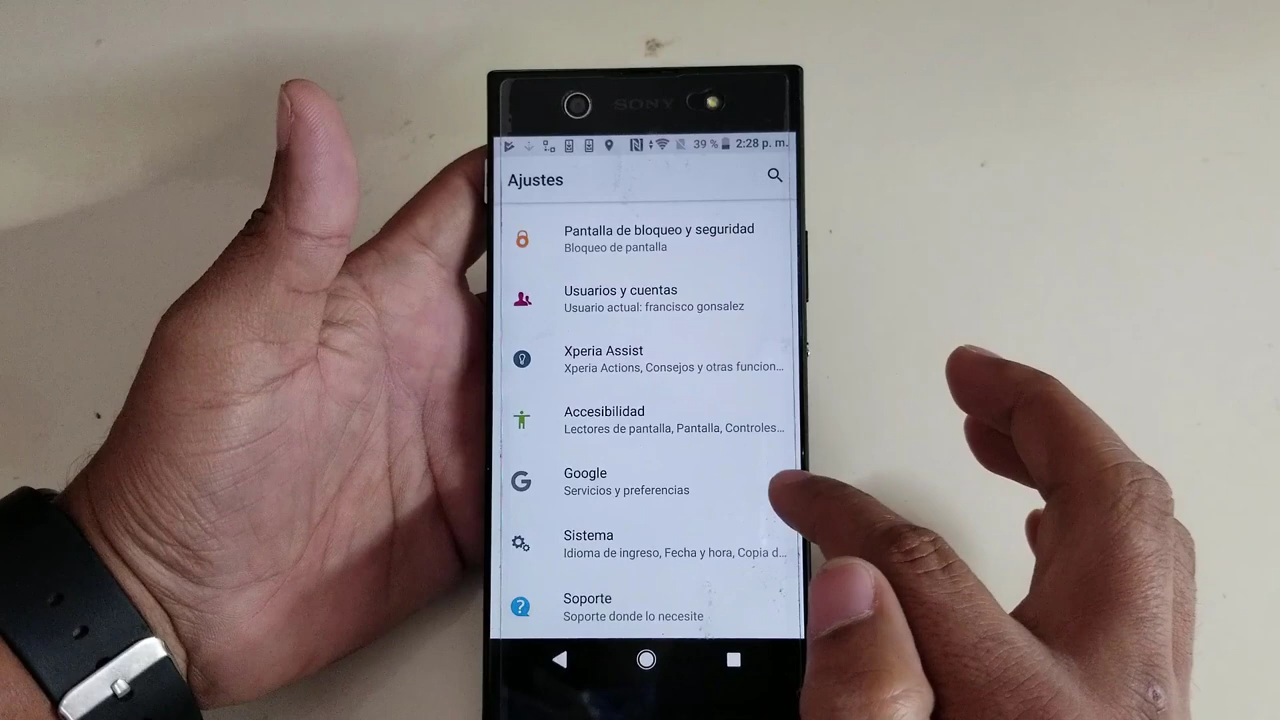 SONY
39 % 2:28 p. m.
Ajustes
Pantalla de bloqueo y seguridad
Bloqueo de pantalla
Usuarios y cuentas
Usuario actual: francisco gonsalez
Xperia Assist
Xperia Actions, Consejos y otras funcion...
Accesibilidad
Lectores de pantalla, Pantalla, Controles...
Google
Servicios y preferencias
Sistema
Idioma de ingreso, Fecha y hora, Copia d...
Soporte
Soporte donde lo necesite